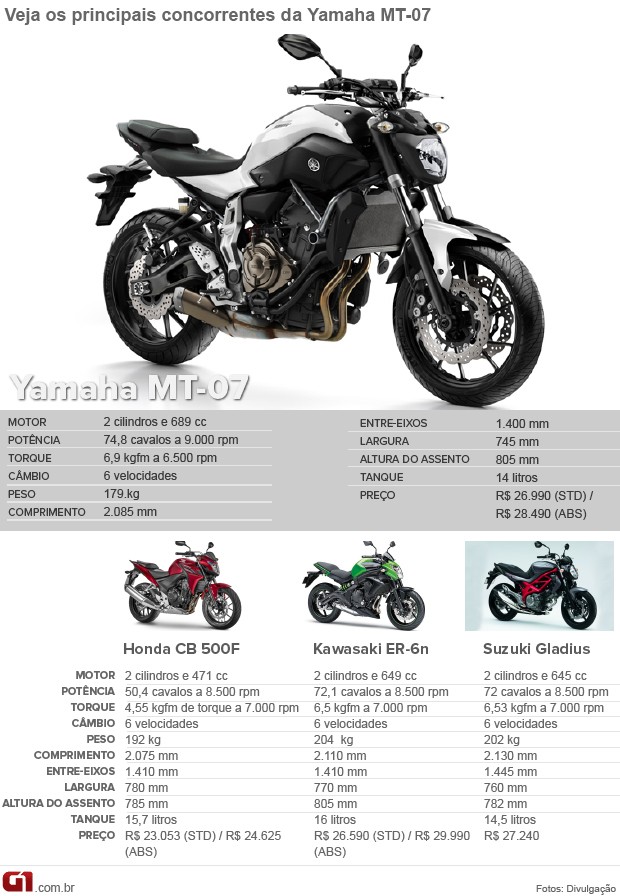 Veja os principais concorrentes da Yamaha MT-07
Yamaha MT-07
MOTOR 2 cilindros e 689 cc
POTÊNCIA 74,8 cavalos a 9.000 rpm
TORQUE 6,9 kgfm a 6.500 rpm
CÂMBIO 6 velocidades
PESO 179.kg
COMPRIMENTO 2.085 mm
ENTRE-EIXOS 1.400 mm
LARGURA 745 mm
ALTURA DO ASSENTO 805 mm
TANQUE 14 litros
PREÇO R$ 26.990 (STD) /
R$ 28.490 (ABS)
Honda CB 500F Kawasaki ER-6n Suzuki Gladius
MOTOR 2 cilindros e 471 cc 2 cilindros e 649 cc 2 cilindros e 645 cc
POTÊNCIA 50,4 cavalos a 8.500 rpm 72,1 cavalos a 8.500 rpm 72 cavalos a 8.500 rpm
TORQUE 4,55 kgfm de torque a 7.000 rpm 6,5 kgfm a 7.000 rpm 6,53 kgfm a 7.000 rpm
CÂMBIO 6 velocidades 6 velocidades 6 velocidades
PESO 192 kg 204 kg 202 kg
COMPRIMENTO 2.075 mm 2.110 mm 2.130 mm
ENTRE-EIXOS 1.410 mm 1.410 mm 1.445 mm
LARGURA 780 mm 770 mm 760 mm
ALTURA DO ASSENTO 785 mm 805 mm 782 mm
TANQUE 15,7 litros 16 litros 14,5 litros
PREÇO R$ 23.053 (STD) / R$ 24.625 R$ 26.590 (STD) / R$ 29.990 R$ 27.240
(ABS) (ABS)
G1.com.br Fotos: Divulgação